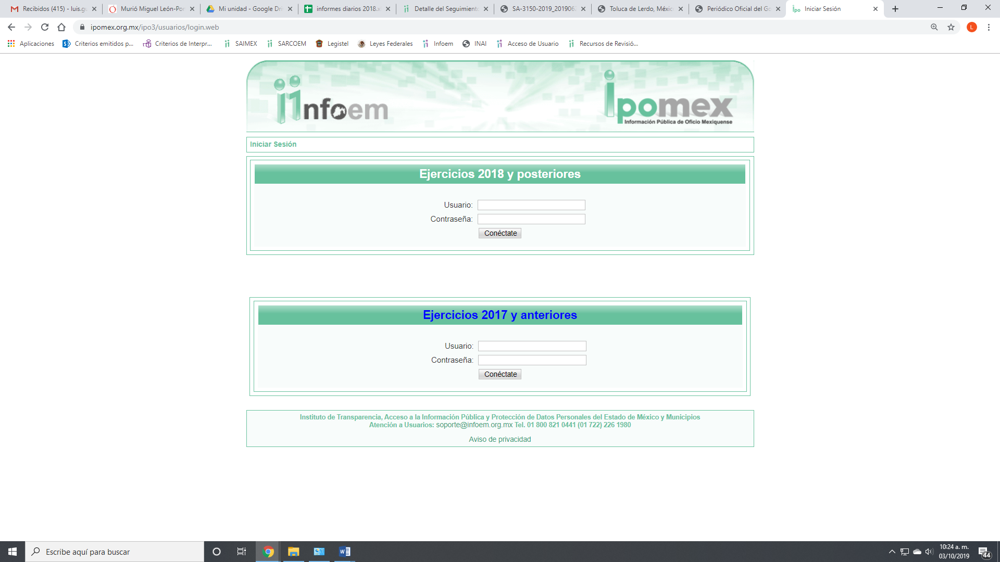 Recibidos (415) - luis.gu
Murió Miguel León-Por
Mi unidad - Google Dri
informes diarios 2018.x
Detalle del Seguimiento
SA-3150-2019_201906
Toluca de Lerdo, Méxic
Periódico Oficial del Go
Iniciar Sesión
ipomex.org.mx/ipo3/usuarios/login.web
L
Aplicaciones
Criterios emitidos p...
Criterios de Interpr...
SAIMEX
SARCOEM
Legistel
Leyes Federales
Infoem
INAI
Acceso de Usuario
Recursos de Revisió...
infoem
ipomex
Información Pública de Oficio Mexiquense
Iniciar Sesión
Ejercicios 2018 y posteriores
Usuario:
Contraseña:
Conéctate
Ejercicios 2017 y anteriores
Usuario:
Contraseña:
Conéctate
Instituto de Transparencia, Acceso a la Información Pública y Protección de Datos Personales del Estado de México y Municipios
Atención a Usuarios: soporte@infoem.org.mx Tel. 01 800 821 0441 (01 722) 226 1980
Aviso de privacidad
Escribe aquí para buscar
10:24 a. m.
03/10/2019
44